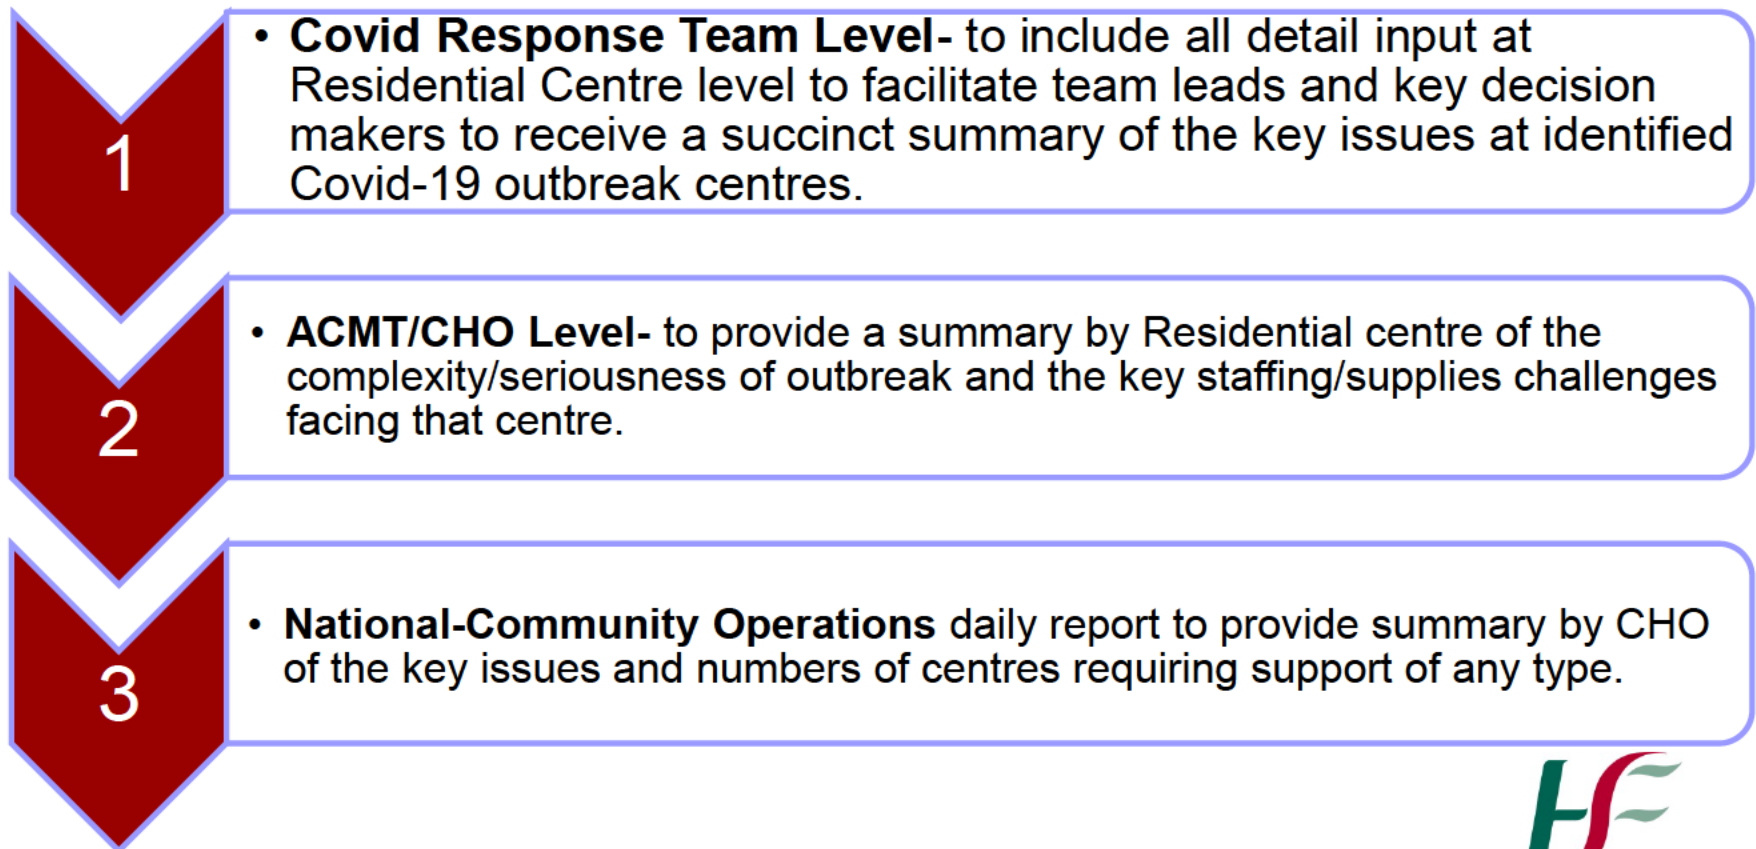 1
• Covid Response Team Level- to include all detail input at
Residential Centre level to facilitate team leads and key decision
makers to receive a succinct summary of the key issues at identified
Covid-19 outbreak centres.
2
• ACMT/CHO Level- to provide a summary by Residential centre of the
complexity/seriousness of outbreak and the key staffing/supplies challenges
facing that centre.
3
• National-Community Operations daily report to provide summary by CHO
of the key issues and numbers of centres requiring support of any type.
HSE